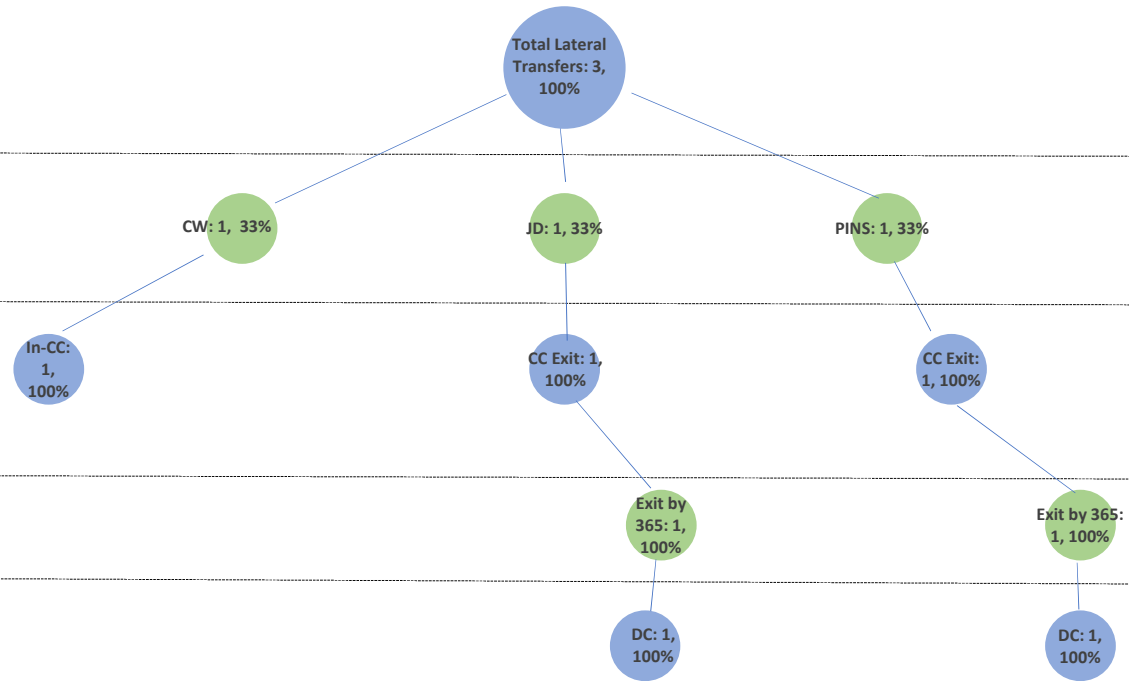 Total Lateral
Transfers: 3,
100%
CW: 1,  33%
JD: 1, 33%
PINS: 1, 33%
In-CC:
1,
100%
CC Exit: 1,
100%
CC Exit:
1, 100%
Exit by
365: 1,
100%
Exit by 365:
1, 100%
DC: 1,
100%
DC: 1,
100%